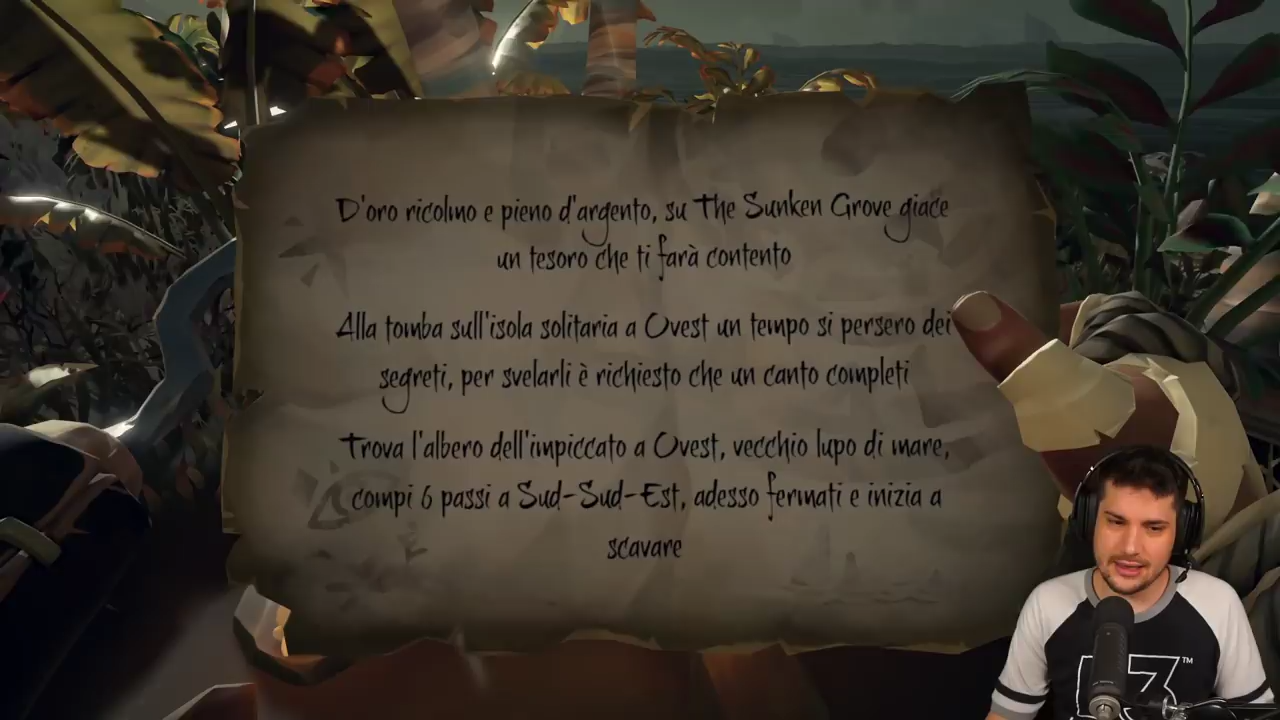 D'oro ricolmo e pieno d'argento, su The Sunken Grove giace
un tesoro che ti farà contento
Alla tomba sull'isola solitaria a Ovest un tempo si persero dei
segreti, per svelarli è richiesto che un canto completi
Trova l'albero dell'impiccato a Ovest, vecchio lupo di mare,
compi 6 passi a Sud-Sud-Est, adesso fermati e inizia a
scavare